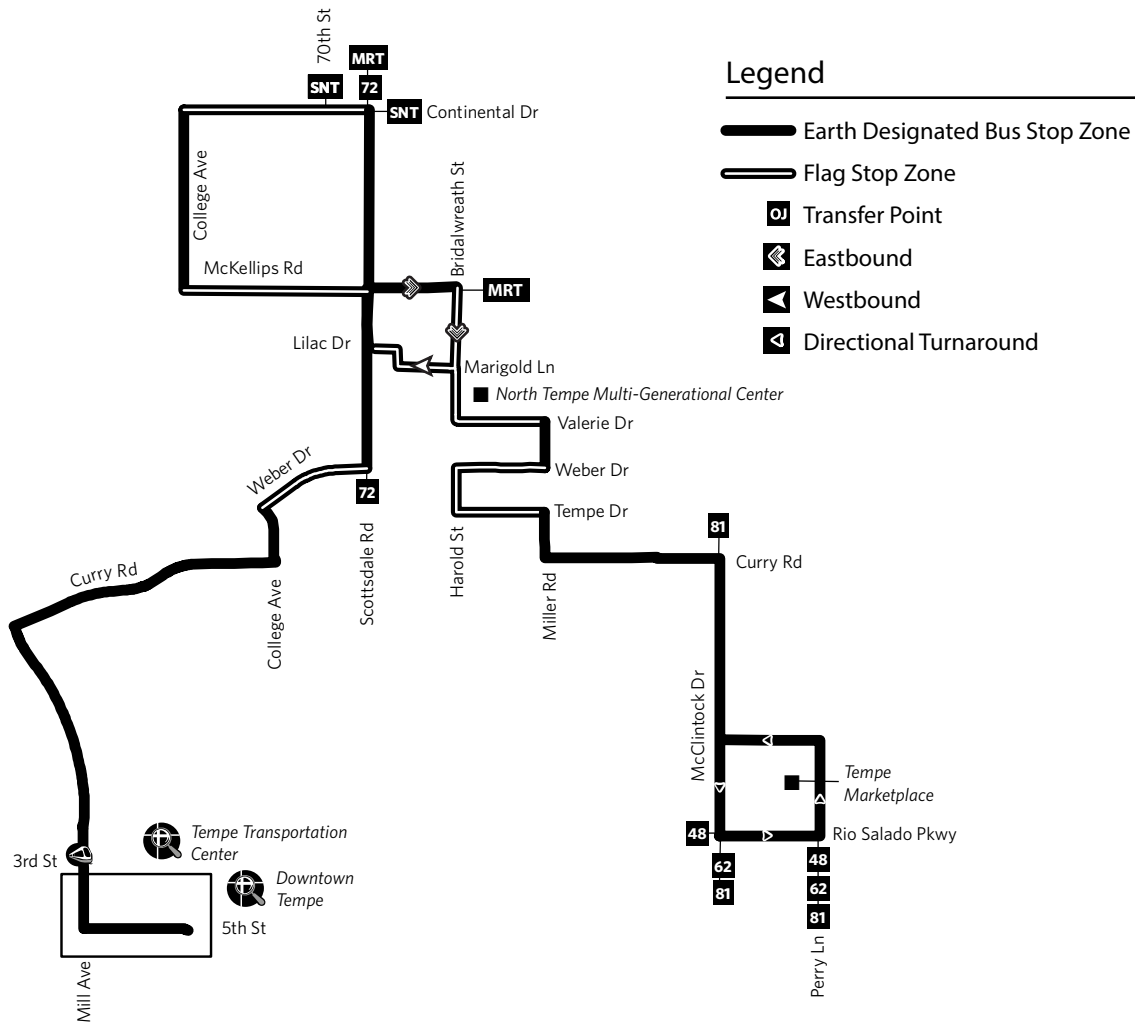 70th St
MRT
SNT
72
SNT
Continental Dr
College Ave
Bridalwreath St
McKellips Rd
MRT
Lilac Dr
Marigold Ln
North Tempe Multi-Generational Center
Valerie Dr
Weber Dr
Weber Dr
72
Tempe Dr
81
Curry Rd
Curry Rd
College Ave
Scottsdale Rd
Harold St
Miller Rd
McClintock Dr
Tempe
Marketplace
48
Rio Salado Pkwy
62
81
48
62
81
Perry Ln
Tempe Transportation
Center
3rd St
Downtown
Tempe
5th St
Mill Ave
Legend
Earth Designated Bus Stop Zone
Flag Stop Zone
OJ Transfer Point
Eastbound
Westbound
Directional Turnaround